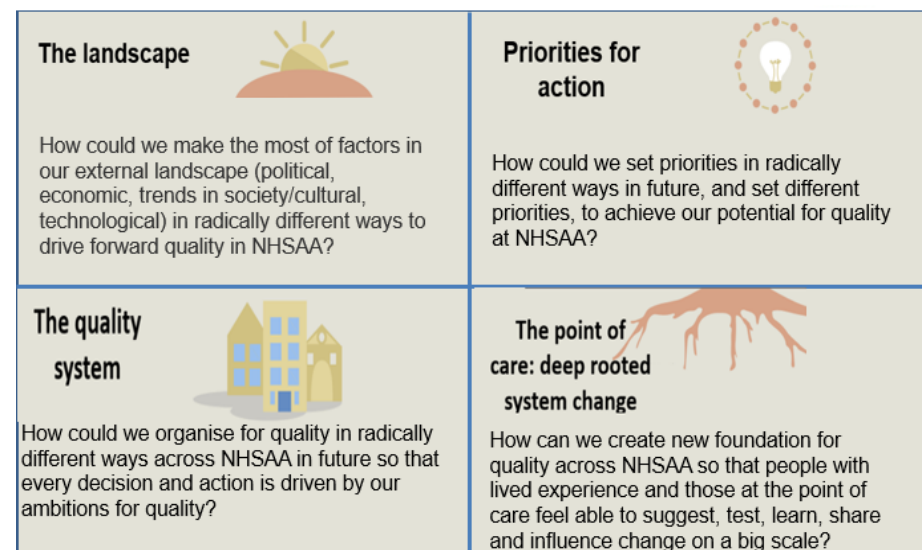 The landscape
How could we make the most of factors in
our external landscape (political,
economic, trends in society/cultural,
technological) in radically different ways to
drive forward quality in NHSAA?
Priorities for
action
How could we set priorities in radically
different ways in future, and set different
priorities, to achieve our potential for quality
at NHSAA?
The quality
system
How could we organise for quality in radically
different ways across NHSAA in future so that
every decision and action is driven by our
ambitions for quality?
The point of
care: deep rooted
system change
How can we create new foundation for
quality across NHSAA so that people with
lived experience and those at the point of
care feel able to suggest, test, learn, share
and influence change on a big scale?